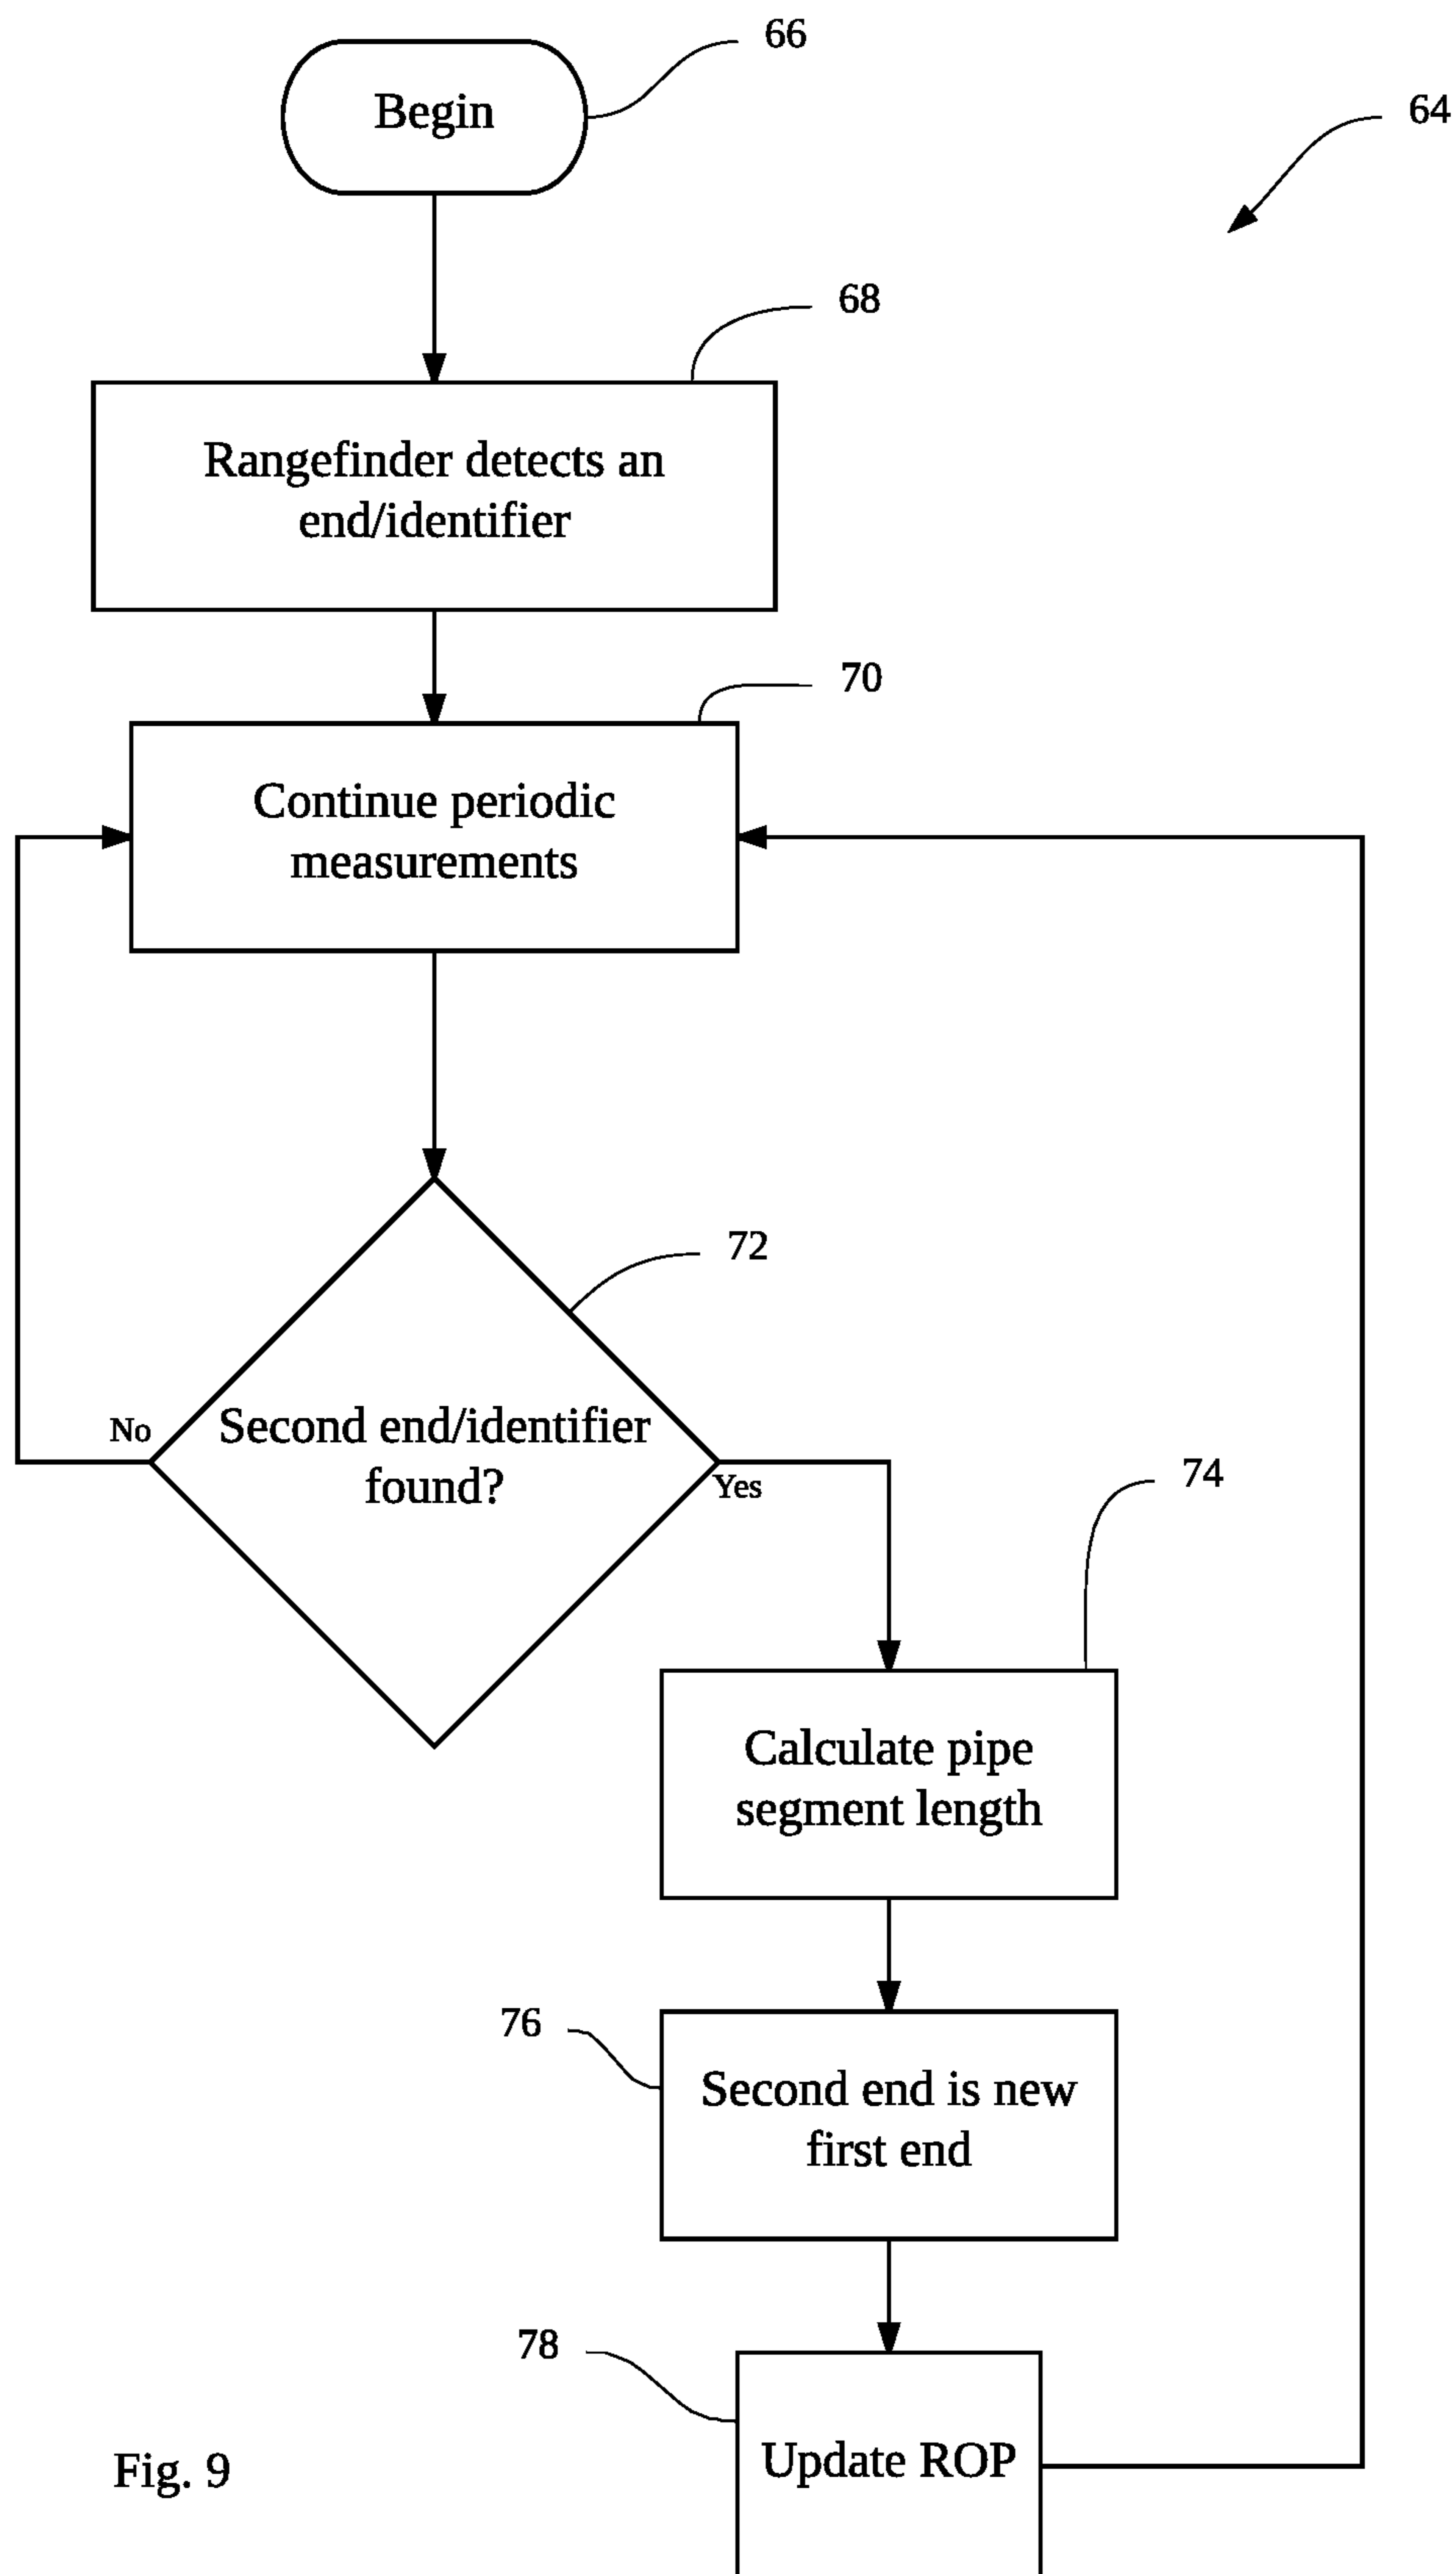 66
Begin
64
68
Rangefinder detects an
end/identifier
70
Continue periodic
measurements
72
No
Second end/identifier
found?
Yes
74
Calculate pipe
segment length
76
Second end is new
first end
78
Update ROP
Fig. 9